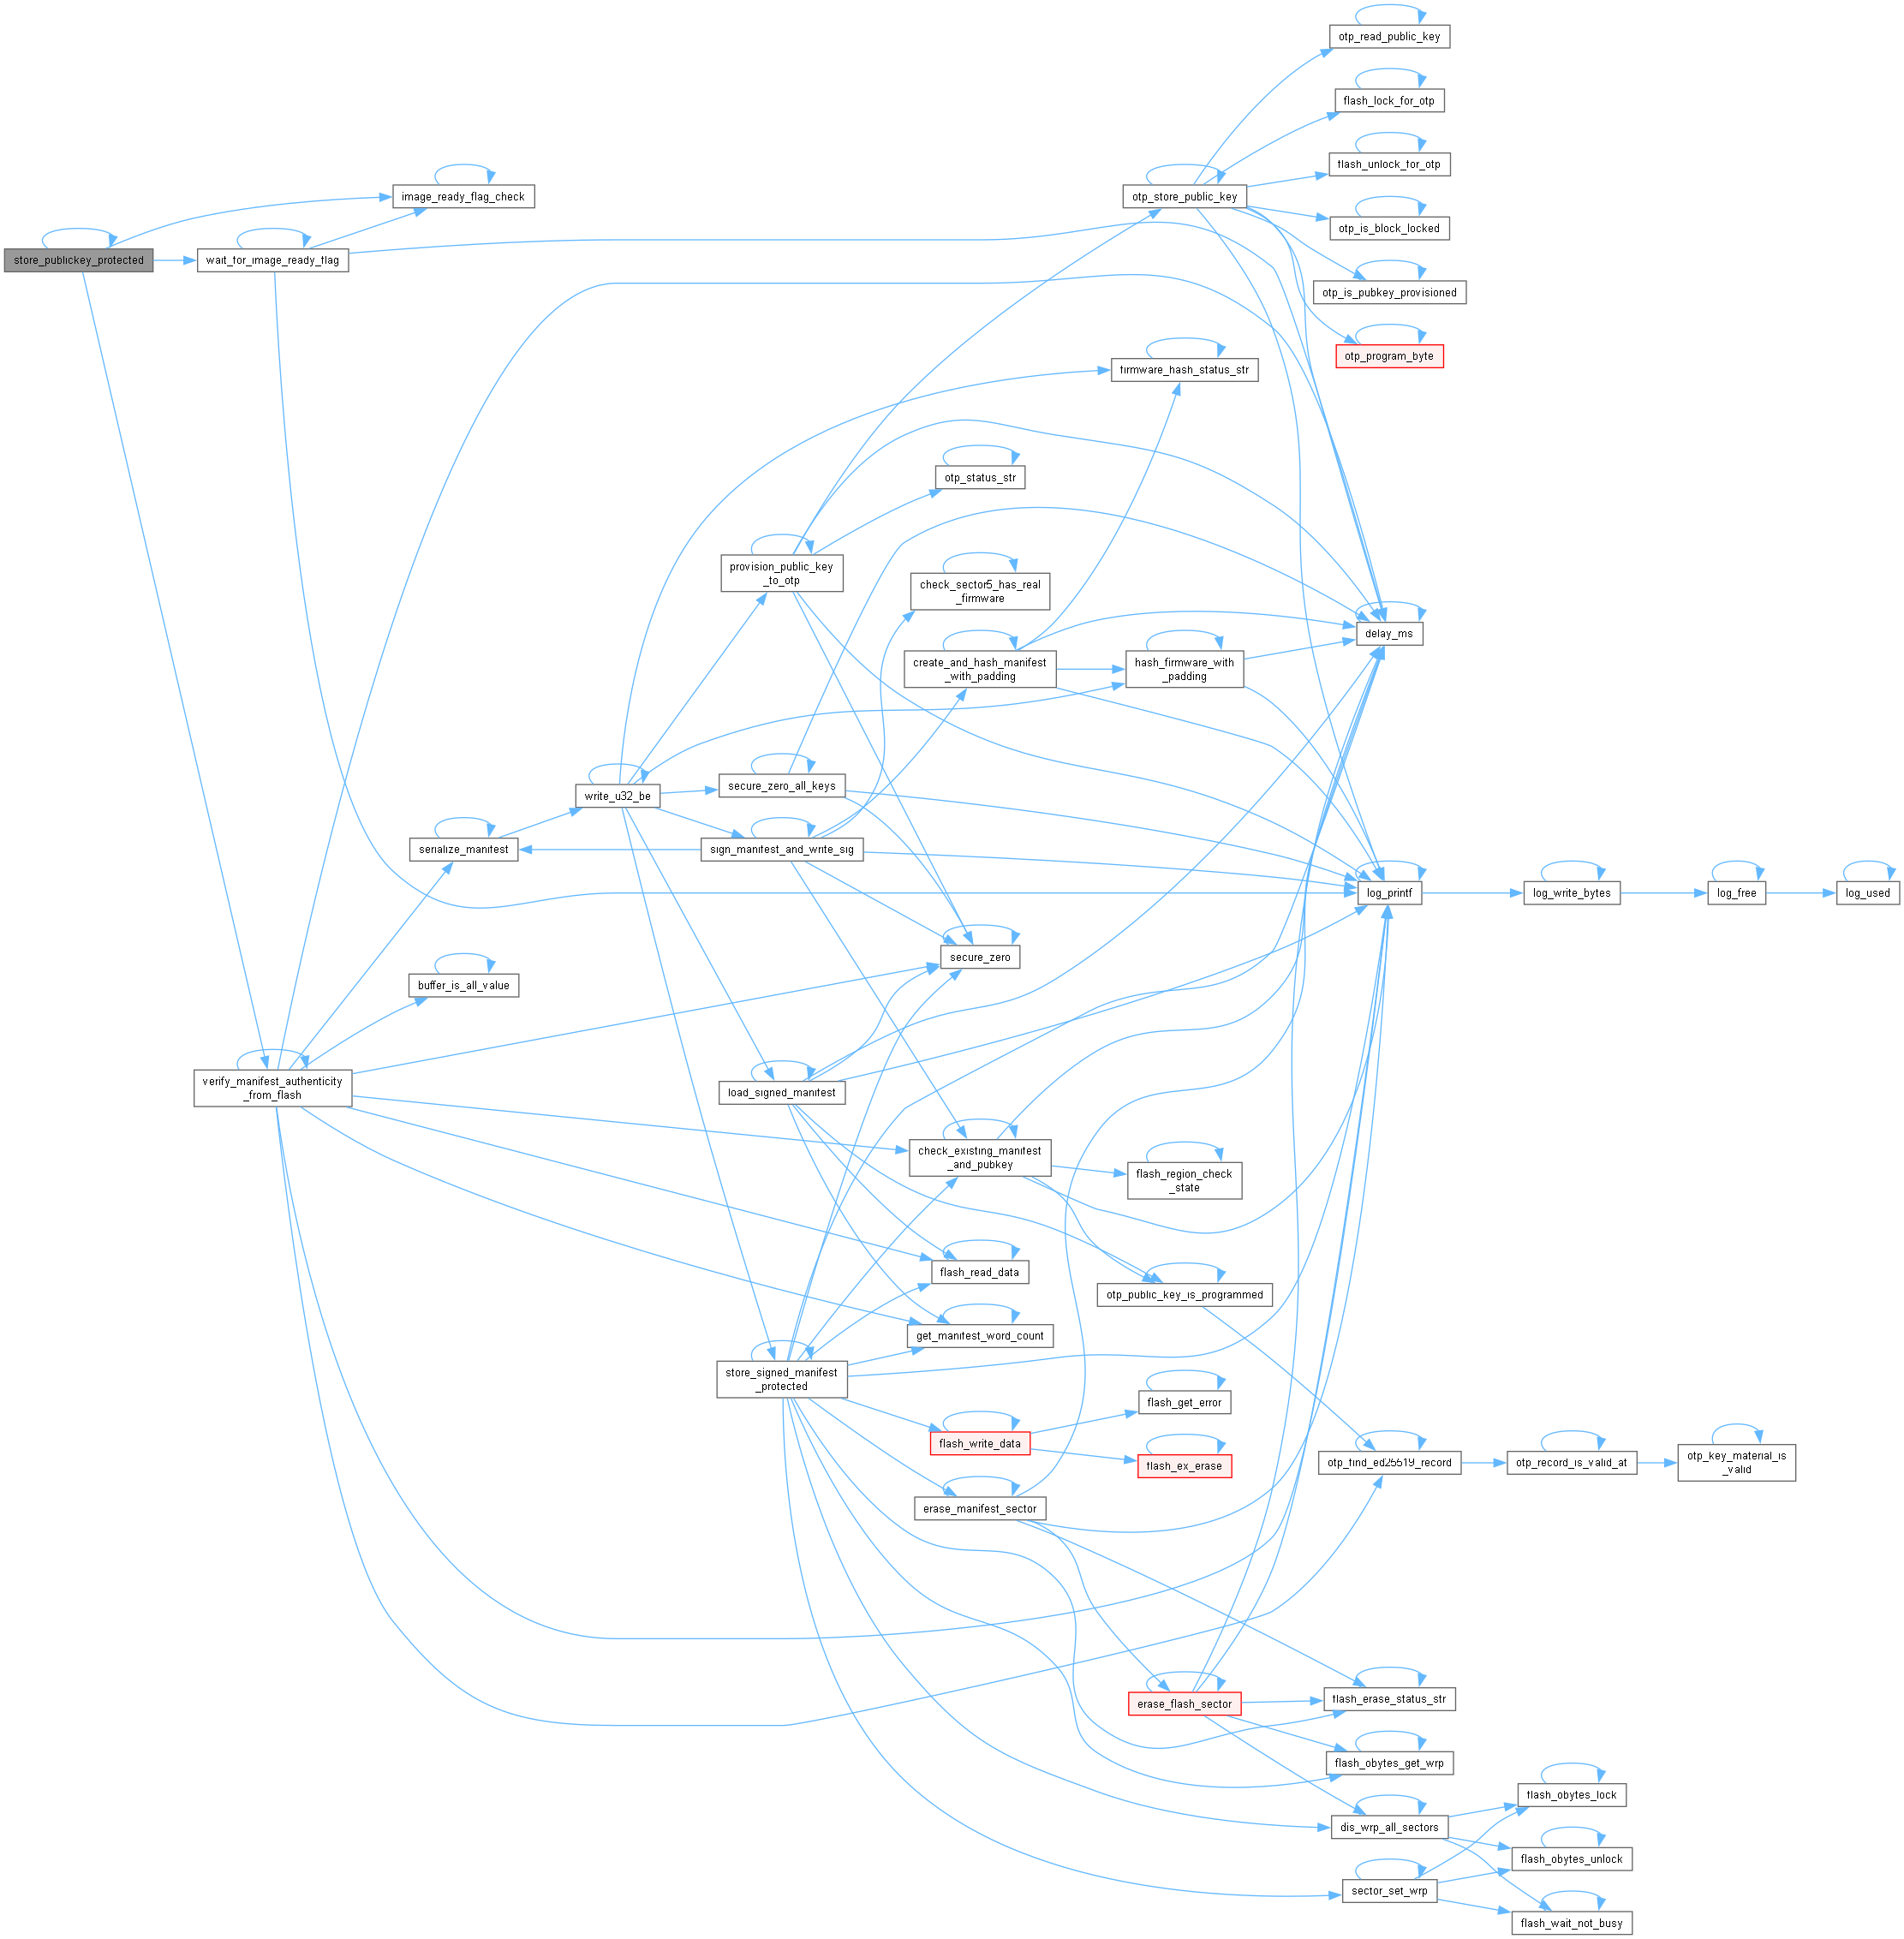 otp_read_public_key
flash_lock_for_otp
flash_unlock_for_otp
image_ready_flag_check
otp_store_public_key
otp_is_block_locked
store_publickey_protected
wait_for_image_ready_flag
otp_is_pubkey_provisioned
otp_program_byte
firmware_hash_status_str
otp_status_str
provision_public_key
_to_otp
check_sector5_has_real
_firmware
delay_ms
create_and_hash_manifest
_with_padding
hash_firmware_with
_padding
secure_zero_all_keys
write_u32_be
serialize_manifest
sign_manifest_and_write_sig
log_printf
log_write_bytes
log_free
log_used
secure_zero
buffer_is_all_value
verify_manifest_authenticity
_from_flash
load_signed_manifest
check_existing_manifest
_and_pubkey
flash_region_check
_state
flash_read_data
otp_public_key_is_programmed
get_manifest_word_count
store_signed_manifest
_protected
flash_get_error
flash_write_data
flash_ex_erase
otp_find_ed25519_record
otp_record_is_valid_at
otp_key_material_is
_valid
erase_manifest_sector
erase_flash_sector
flash_erase_status_str
flash_obytes_get_wrp
flash_obytes_lock
dis_wrp_all_sectors
flash_obytes_unlock
sector_set_wrp
flash_wait_not_busy